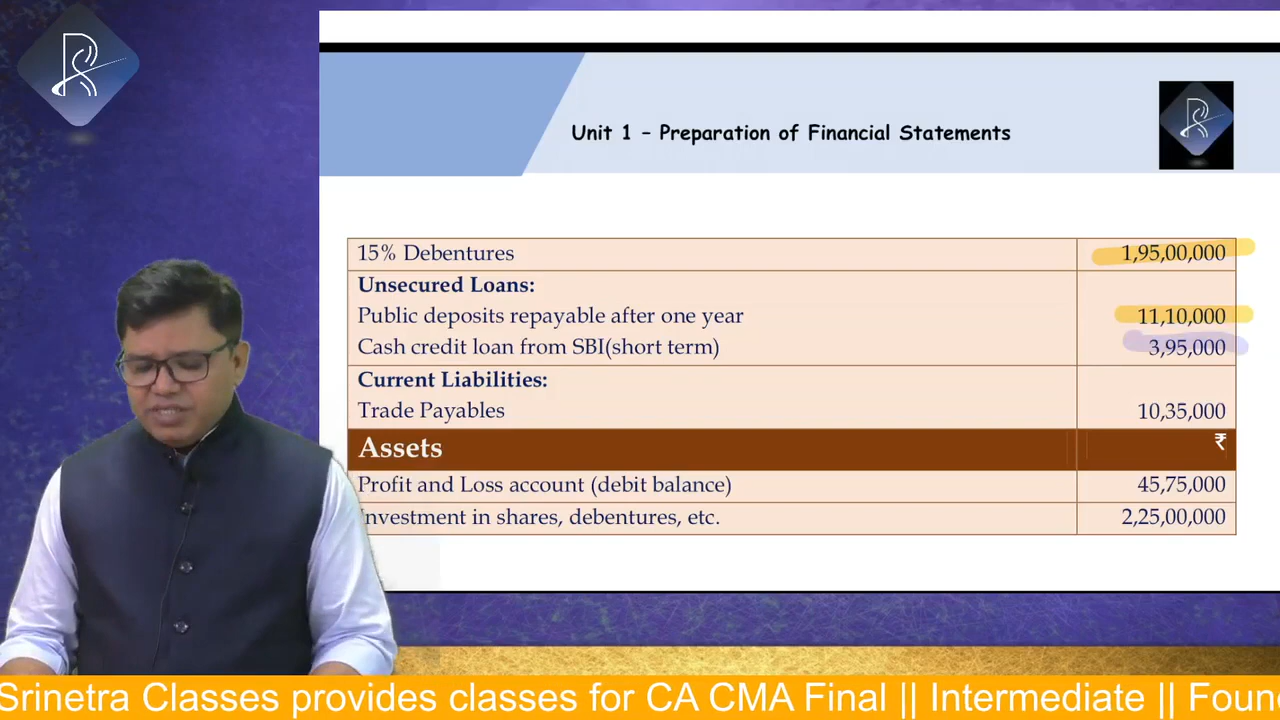 Unit 1 – Preparation of Financial Statements
15% Debentures 1,95,00,000
Unsecured Loans:
Public deposits repayable after one year 11,10,000
Cash credit loan from SBI(short term) 3,95,000
Current Liabilities:
Trade Payables 10,35,000
Assets ₹
Profit and Loss account (debit balance) 45,75,000
nvestment in shares, debentures, etc. 2,25,00,000
Srinetra Classes provides classes for CA CMA Final || Intermediate || Foun